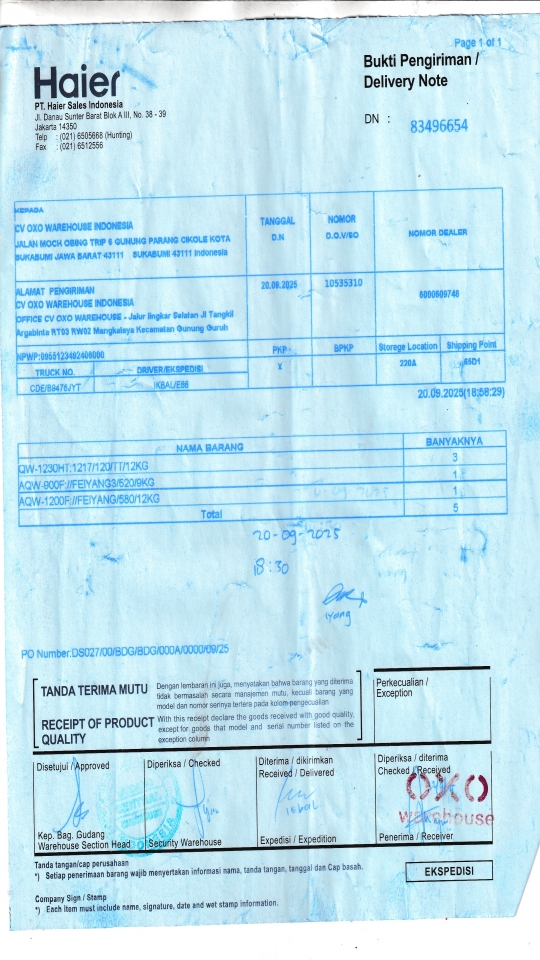 Page 1 of 1
Haier
Bukti Pengiriman /
Delivery Note
PT. Haier Sales Indonesia
Jl. Danau Sunter Barat Blok A III, No. 38 - 39
Jakarta 14350
Telp : (021) 6505668 (Hunting)
Fax : (021) 6512556
DN : 83496654
KEPADA
CV OXO WAREHOUSE INDONESIA
JALAN MOCH OBING TRIP 6 GUNUNG PARANG CIKOLE KOTA
SUKABUMI JAWA BARAT 43111 SUKABUMI 43111 Indonesia
TANGGAL
D.N
NOMOR
D.O.V/SO
NOMOR DEALER
ALAMAT PENGIRIMAN
CV OXO WAREHOUSE INDONESIA
OFFICE CV OXO WAREHOUSE - Jalur lingkar Selatan Jl Tangkil
Argabinta RT03 RW02 Mangkalaya Kecamatan Gunung Guruh
20.09.2025
10535310
NPWP:
PKP
BPKP
Storege Location
Shipping Point
TRUCK NO.
DRIVER/EKSPEDISI
X
220A
65D1
IKBAL/E66
20.09.2025(18:58:29)
NAMA BARANG BANYAKNYA
QW-1230HT:1217/120/TT/12KG 3
AQW-900F://FEIYANG3/520/9KG 1
AQW-1200F://FEIYANG/580/12KG 1
Total 5
20-09-2025
18:30
iyang
PO Number:DS027/00/BDG/BDG/000A/0000/09/25
TANDA TERIMA MUTU
Dengan lembaran ini juga, menyatakan bahwa barang yang diterima
tidak bermasalah secara manajemen mutu, kecuali barang yang
model dan nomor serinya tertera pada kolom pengecualian
RECEIPT OF PRODUCT
QUALITY
With this receipt declare the goods received with good quality,
except for goods that model and serial number listed on the
exception column
Perkecualian /
Exception
Disetujui / Approved
Diperiksa / Checked
Diterima / dikirimkan
Received / Delivered
Diperiksa / diterima
Checked / Received
OXO
warehouse
Kep. Bag. Gudang
Warehouse Section Head
Security Warehouse
Expedisi / Expedition
Penerima / Receiver
Tanda tangan/cap perusahaan
*) Setiap penerimaan barang wajib menyertakan informasi nama, tanda tangan, tanggal dan Cap basah.
EKSPEDISI
Company Sign / Stamp
*) Each item must include name, signature, date and wet stamp information.